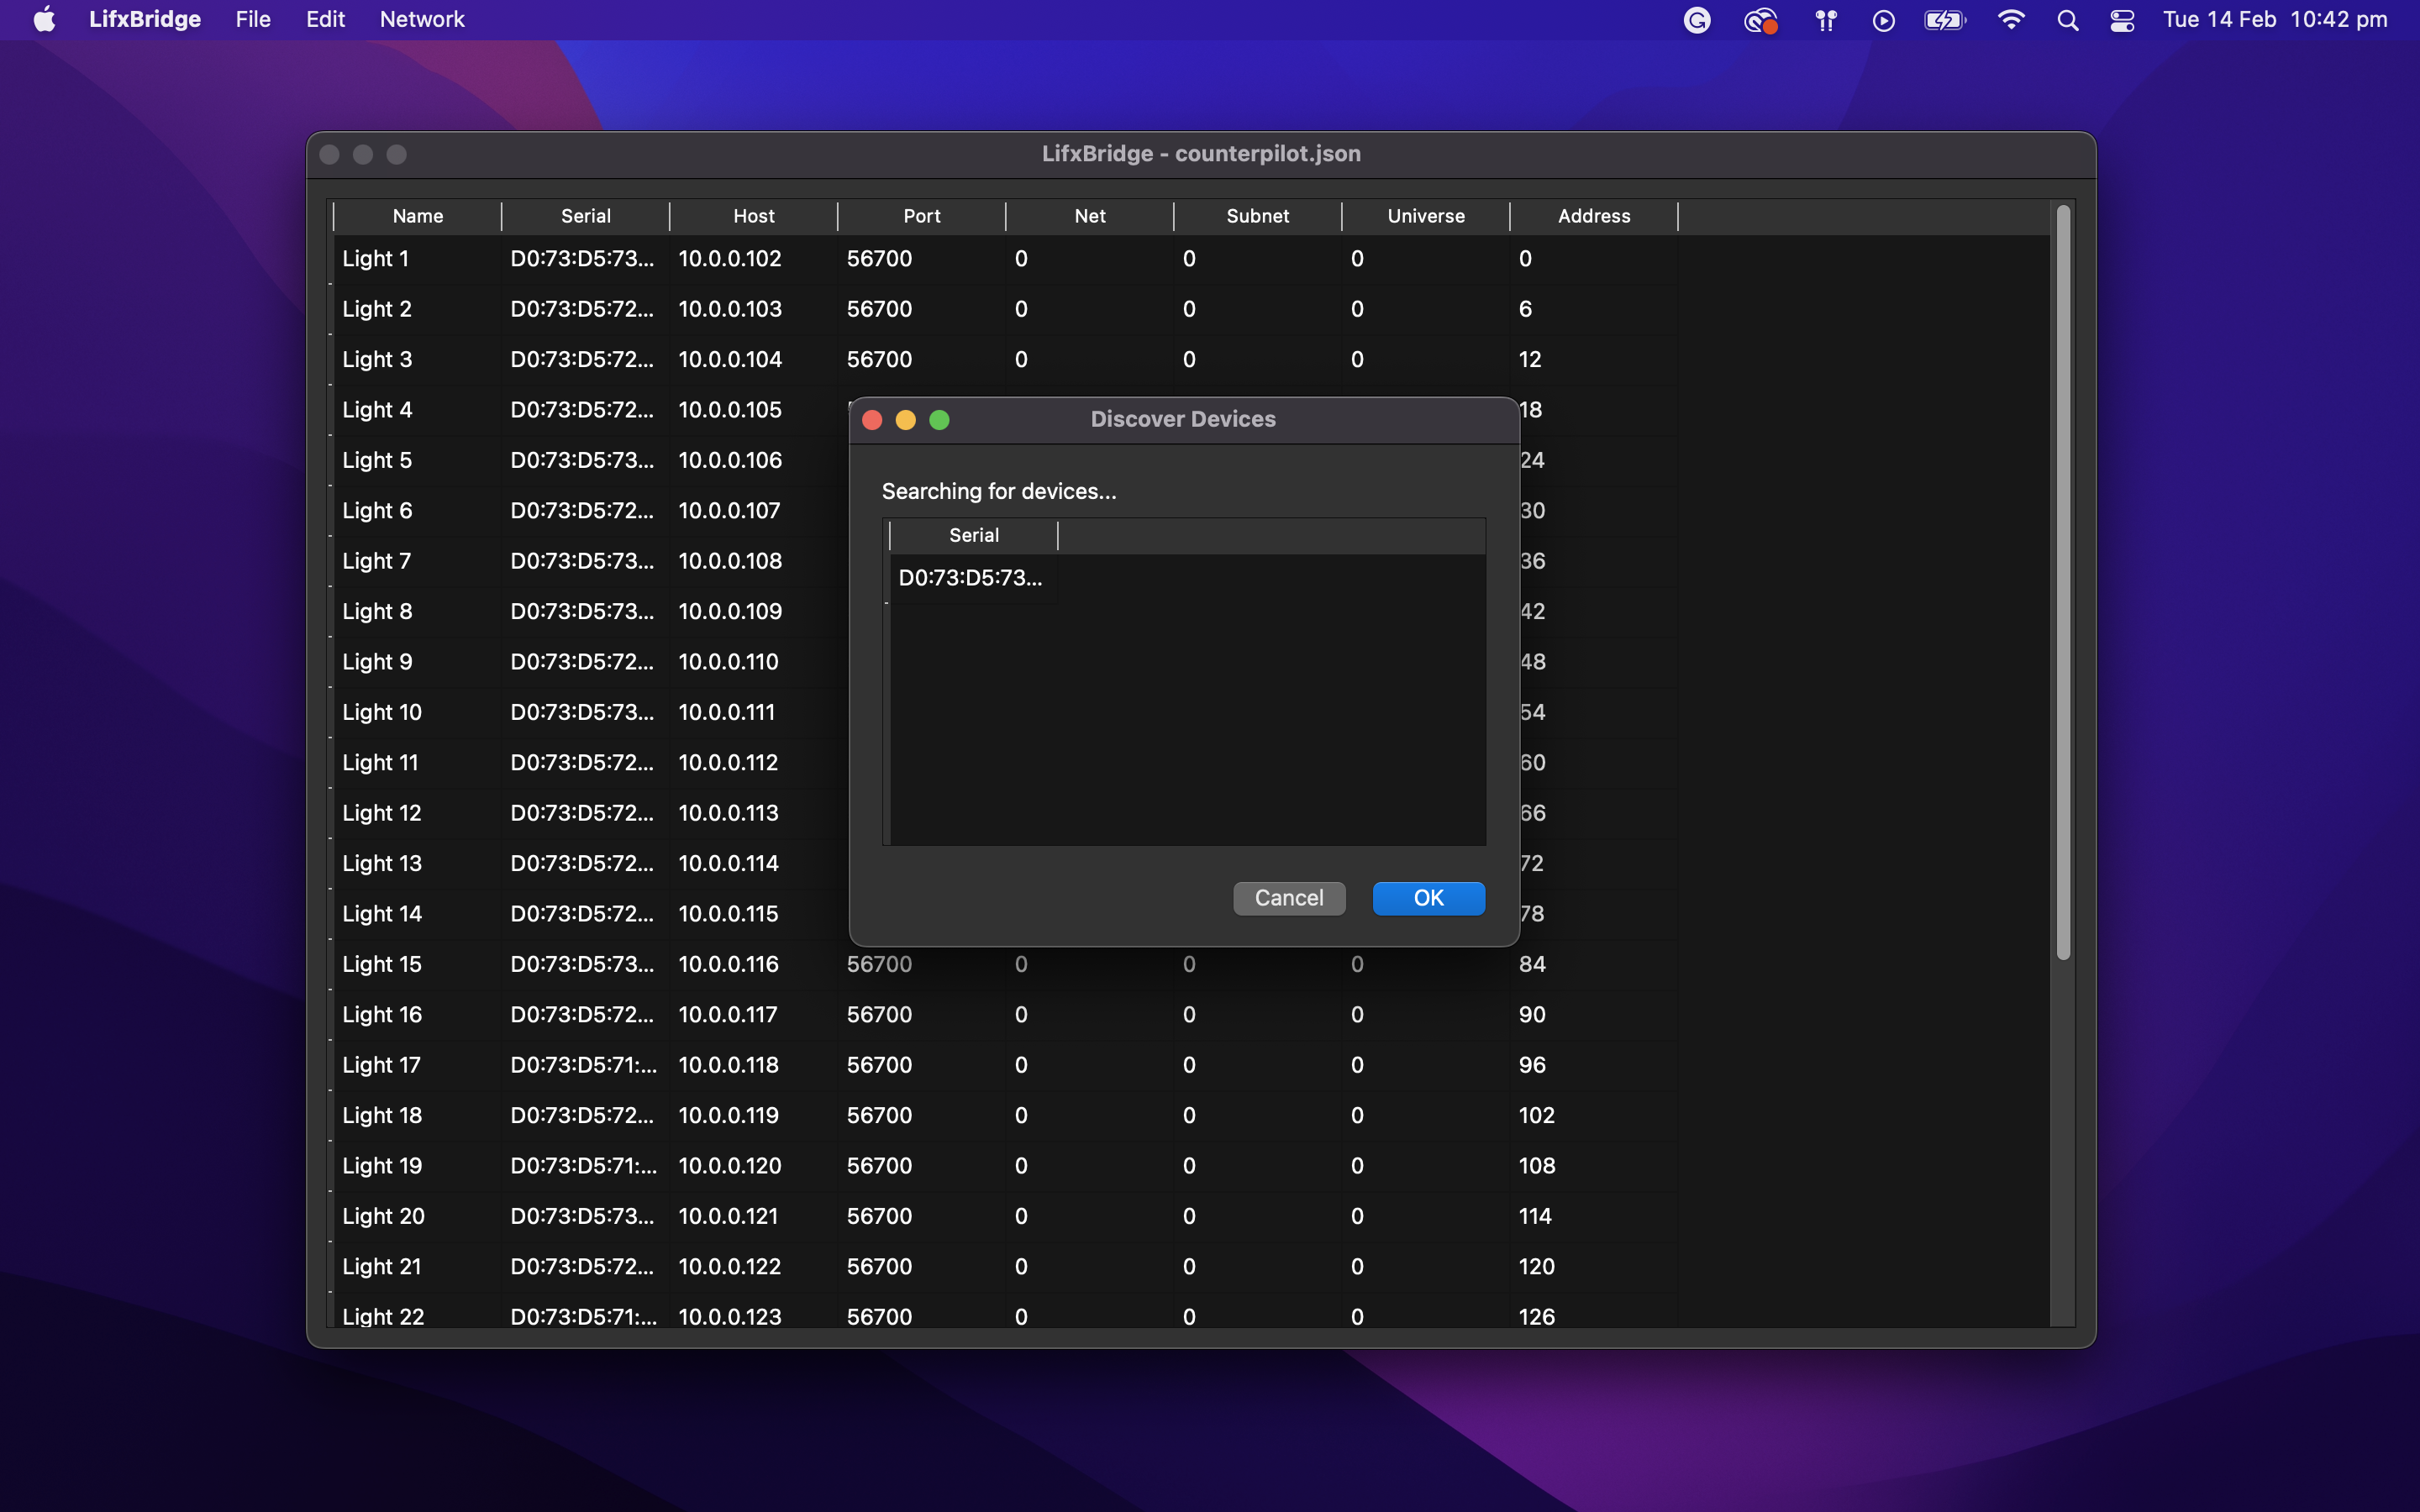 LifxBridge File Edit Network Tue 14 Feb 10:42 pm
LifxBridge - counterpilot.json
Name Serial Host Port Net Subnet Universe Address
Light 1 D0:73:D5:73... 10.0.0.102 56700 0 0 0 0
Light 2 D0:73:D5:72... 10.0.0.103 56700 0 0 0 6
Light 3 D0:73:D5:72... 10.0.0.104 56700 0 0 0 12
Light 4 D0:73:D5:72... 10.0.0.105 18
Light 5 D0:73:D5:73... 10.0.0.106 24
Light 6 D0:73:D5:72... 10.0.0.107 30
Light 7 D0:73:D5:73... 10.0.0.108 36
Light 8 D0:73:D5:73... 10.0.0.109 42
Light 9 D0:73:D5:72... 10.0.0.110 48
Light 10 D0:73:D5:73... 10.0.0.111 54
Light 11 D0:73:D5:72... 10.0.0.112 60
Light 12 D0:73:D5:72... 10.0.0.113 66
Light 13 D0:73:D5:72... 10.0.0.114 72
Light 14 D0:73:D5:72... 10.0.0.115 78
Light 15 D0:73:D5:73... 10.0.0.116 56700 0 0 0 84
Light 16 D0:73:D5:72... 10.0.0.117 56700 0 0 0 90
Light 17 D0:73:D5:71:... 10.0.0.118 56700 0 0 0 96
Light 18 D0:73:D5:72... 10.0.0.119 56700 0 0 0 102
Light 19 D0:73:D5:71:... 10.0.0.120 56700 0 0 0 108
Light 20 D0:73:D5:73... 10.0.0.121 56700 0 0 0 114
Light 21 D0:73:D5:72... 10.0.0.122 56700 0 0 0 120
Light 22 D0:73:D5:71:... 10.0.0.123 56700 0 0 0 126
Discover Devices
Searching for devices...
Serial
D0:73:D5:73...
Cancel OK